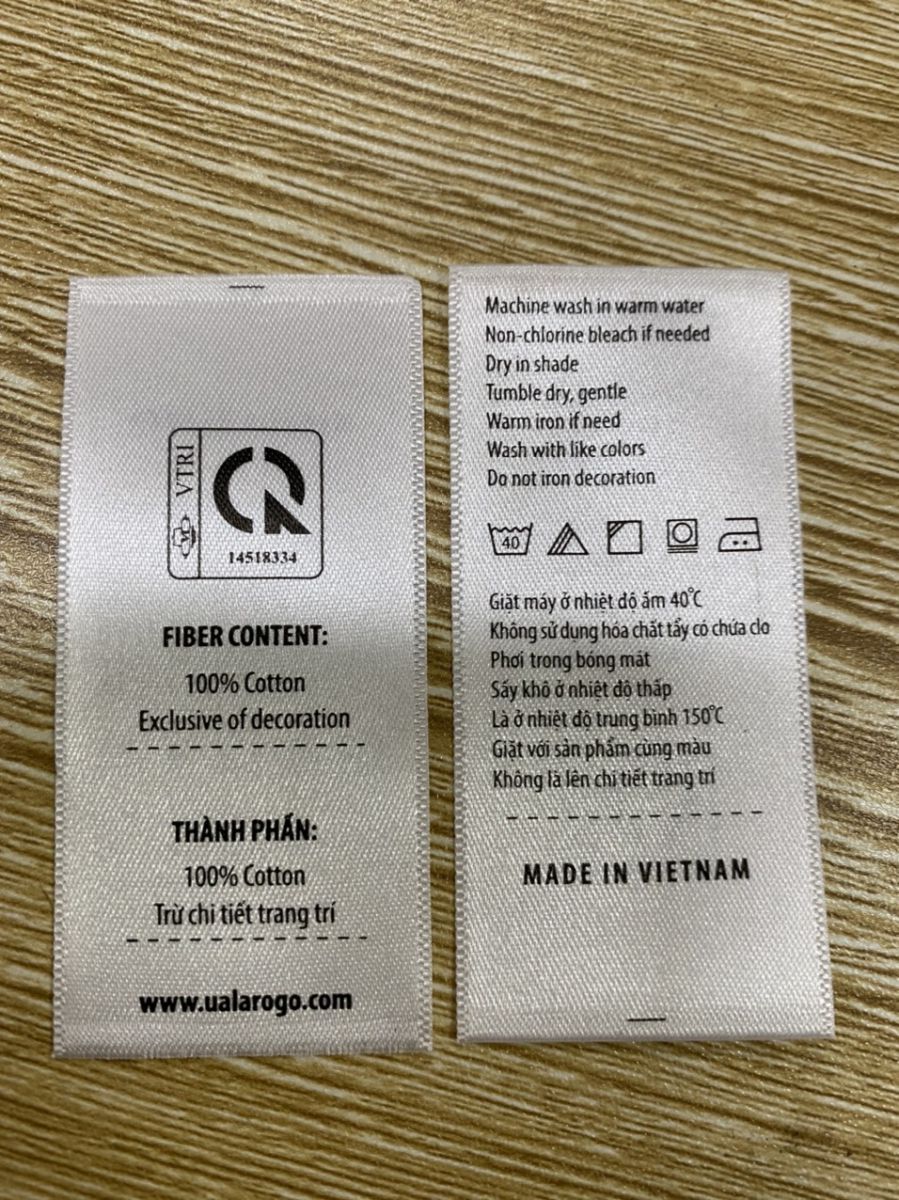 VTRI
14518334
FIBER CONTENT:
100% Cotton
Exclusive of decoration
THÀNH PHẦN:
100% Cotton
Trừ chi tiết trang trí
www.ualarogo.com
Machine wash in warm water
Non-chlorine bleach if needed
Dry in shade
Tumble dry, gentle
Warm iron if need
Wash with like colors
Do not iron decoration
40
Giặt máy ở nhiệt độ ấm 40°C
Không sử dụng hóa chất tẩy có chứa clo
Phơi trong bóng mát
Sấy khô ở nhiệt độ thấp
Là ở nhiệt độ trung bình 150°C
Giặt với sản phẩm cùng màu
Không là lên chi tiết trang trí
MADE IN VIETNAM